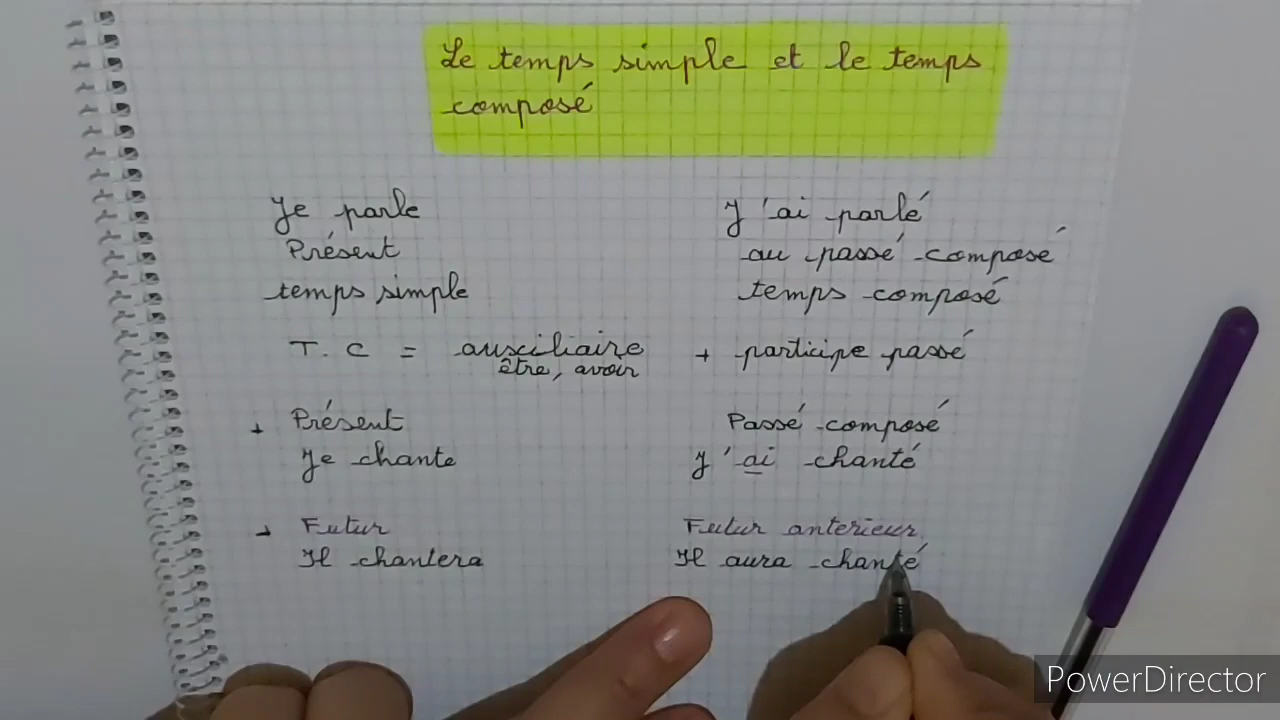 Le temps simple et le temps
composé
Je parle J'ai parlé
Présent au passé composé
temps simple temps composé
T. C = auxiliaire + participe passé
être, avoir
+ Présent Passé composé
Je chante J'ai chanté
+ Futur Futur anterieur
Il chantera Il aura chanté
PowerDirector